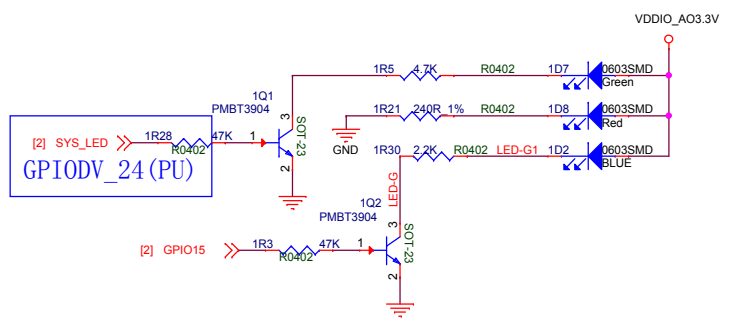 VDDIO_AO3.3V
1R5 4.7K R0402 1D7 0603SMD
Green
1Q1
PMBT3904
3
SOT-23
1R21 240R_1% R0402 1D8 0603SMD
Red
GND
[2] SYS_LED 1R28 47K 1
R0402
GPIODV_24(PU)
2
1R30 2.2K R0402 LED-G1 1D2 0603SMD
BLUE
LED-G
1Q2
PMBT3904
3
SOT-23
[2] GPIO15 1R3 47K 1
R0402
2